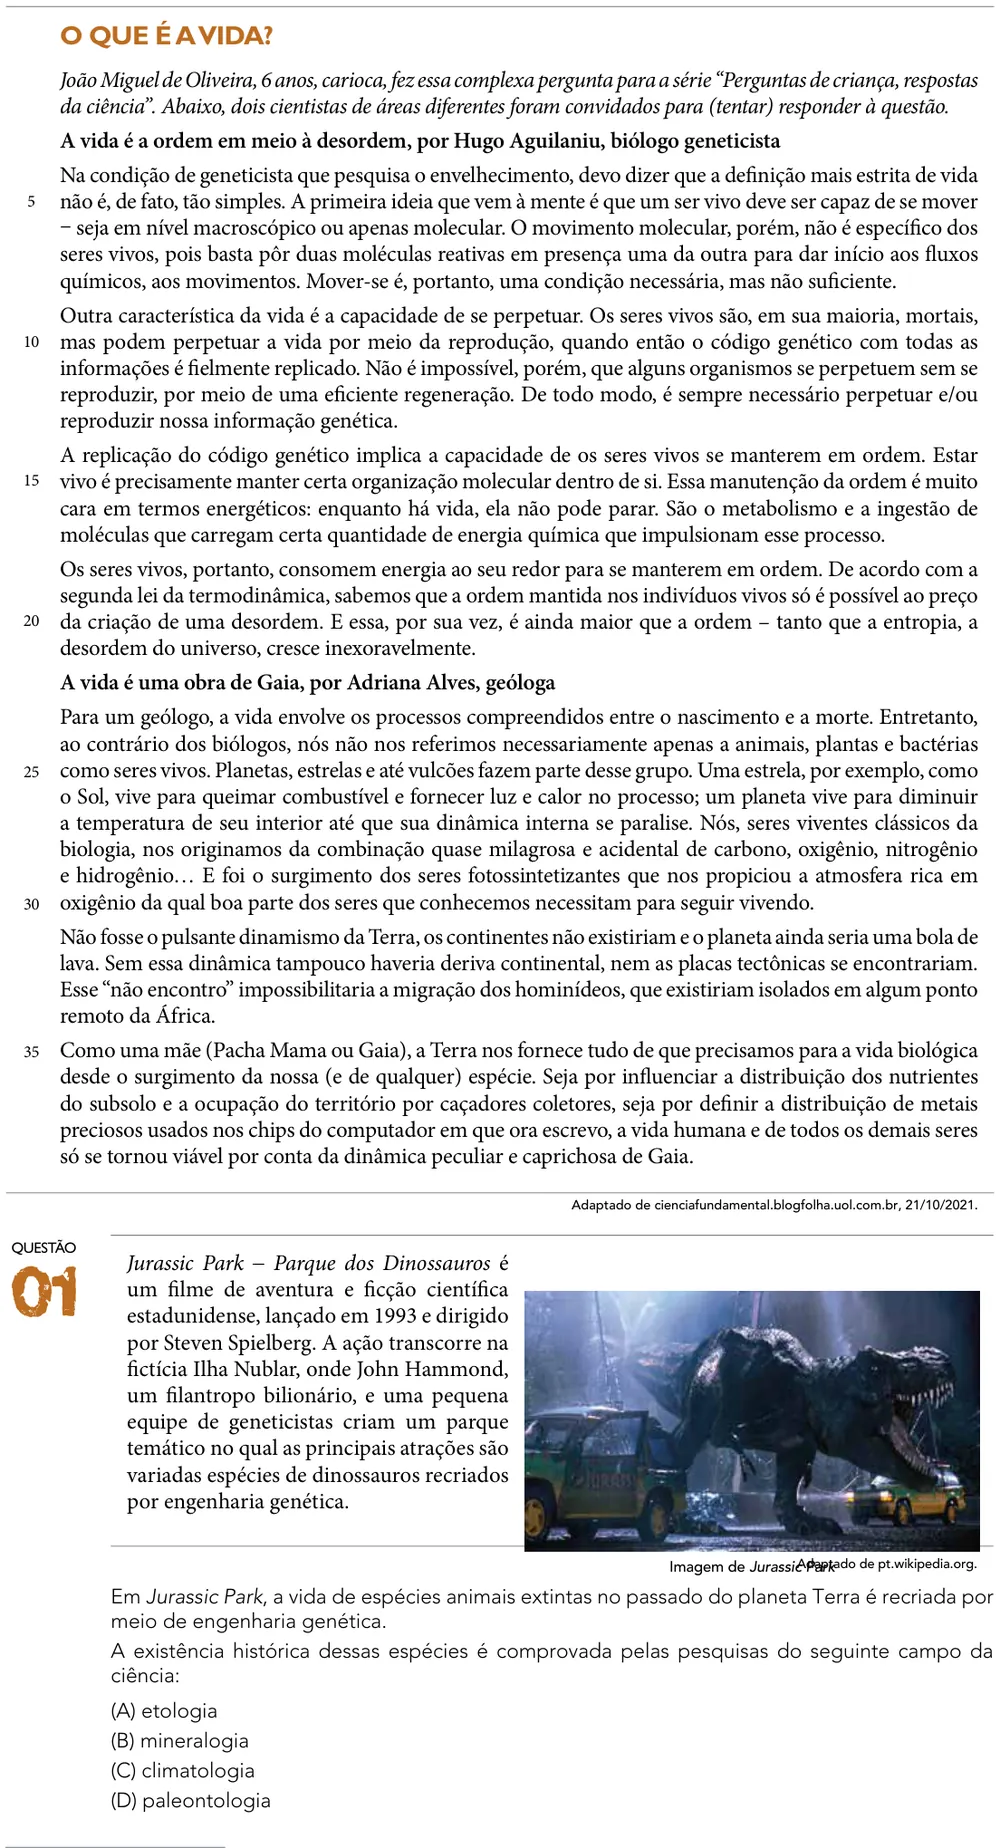 O QUE É A VIDA?
João Miguel de Oliveira, 6 anos, carioca, fez essa complexa pergunta para a série “Perguntas de criança, respostas
da ciência”. Abaixo, dois cientistas de áreas diferentes foram convidados para (tentar) responder à questão.
A vida é a ordem em meio à desordem, por Hugo Aguilaniu, biólogo geneticista
Na condição de geneticista que pesquisa o envelhecimento, devo dizer que a definição mais estrita de vida
5 não é, de fato, tão simples. A primeira ideia que vem à mente é que um ser vivo deve ser capaz de se mover
– seja em nível macroscópico ou apenas molecular. O movimento molecular, porém, não é específico dos
seres vivos, pois basta pôr duas moléculas reativas em presença uma da outra para dar início aos fluxos
químicos, aos movimentos. Mover-se é, portanto, uma condição necessária, mas não suficiente.
Outra característica da vida é a capacidade de se perpetuar. Os seres vivos são, em sua maioria, mortais,
10 mas podem perpetuar a vida por meio da reprodução, quando então o código genético com todas as
informações é fielmente replicado. Não é impossível, porém, que alguns organismos se perpetuem sem se
reproduzir, por meio de uma eficiente regeneração. De todo modo, é sempre necessário perpetuar e/ou
reproduzir nossa informação genética.
A replicação do código genético implica a capacidade de os seres vivos se manterem em ordem. Estar
15 vivo é precisamente manter certa organização molecular dentro de si. Essa manutenção da ordem é muito
cara em termos energéticos: enquanto há vida, ela não pode parar. São o metabolismo e a ingestão de
moléculas que carregam certa quantidade de energia química que impulsionam esse processo.
Os seres vivos, portanto, consomem energia ao seu redor para se manterem em ordem. De acordo com a
segunda lei da termodinâmica, sabemos que a ordem mantida nos indivíduos vivos só é possível ao preço
20 da criação de uma desordem. E essa, por sua vez, é ainda maior que a ordem – tanto que a entropia, a
desordem do universo, cresce inexoravelmente.
A vida é uma obra de Gaia, por Adriana Alves, geóloga
Para um geólogo, a vida envolve os processos compreendidos entre o nascimento e a morte. Entretanto,
ao contrário dos biólogos, nós não nos referimos necessariamente apenas a animais, plantas e bactérias
25 como seres vivos. Planetas, estrelas e até vulcões fazem parte desse grupo. Uma estrela, por exemplo, como
o Sol, vive para queimar combustível e fornecer luz e calor no processo; um planeta vive para diminuir
a temperatura de seu interior até que sua dinâmica interna se paralise. Nós, seres viventes clássicos da
biologia, nos originamos da combinação quase milagrosa e acidental de carbono, oxigênio, nitrogênio
e hidrogênio… E foi o surgimento dos seres fotossintetizantes que nos propiciou a atmosfera rica em
30 oxigênio da qual boa parte dos seres que conhecemos necessitam para seguir vivendo.
Não fosse o pulsante dinamismo da Terra, os continentes não existiriam e o planeta ainda seria uma bola de
lava. Sem essa dinâmica tampouco haveria deriva continental, nem as placas tectônicas se encontrariam.
Esse “não encontro” impossibilitaria a migração dos hominídeos, que existiriam isolados em algum ponto
remoto da África.
35 Como uma mãe (Pacha Mama ou Gaia), a Terra nos fornece tudo de que precisamos para a vida biológica
desde o surgimento da nossa (e de qualquer) espécie. Seja por influenciar a distribuição dos nutrientes
do subsolo e a ocupação do território por caçadores coletores, seja por definir a distribuição de metais
preciosos usados nos chips do computador em que ora escrevo, a vida humana e de todos os demais seres
só se tornou viável por conta da dinâmica peculiar e caprichosa de Gaia.
Adaptado de cienciafundamental.blogfolha.uol.com.br, 21/10/2021.
QUESTÃO
01
Jurassic Park – Parque dos Dinossauros é
um filme de aventura e ficção científica
estadunidense, lançado em 1993 e dirigido
por Steven Spielberg. A ação transcorre na
fictícia Ilha Nublar, onde John Hammond,
um filantropo bilionário, e uma pequena
equipe de geneticistas criam um parque
temático no qual as principais atrações são
variadas espécies de dinossauros recriados
por engenharia genética.
Imagem de Jurassic Park
Adaptado de pt.wikipedia.org.
Em Jurassic Park, a vida de espécies animais extintas no passado do planeta Terra é recriada por
meio de engenharia genética.
A existência histórica dessas espécies é comprovada pelas pesquisas do seguinte campo da
ciência:
(A) etologia
(B) mineralogia
(C) climatologia
(D) paleontologia